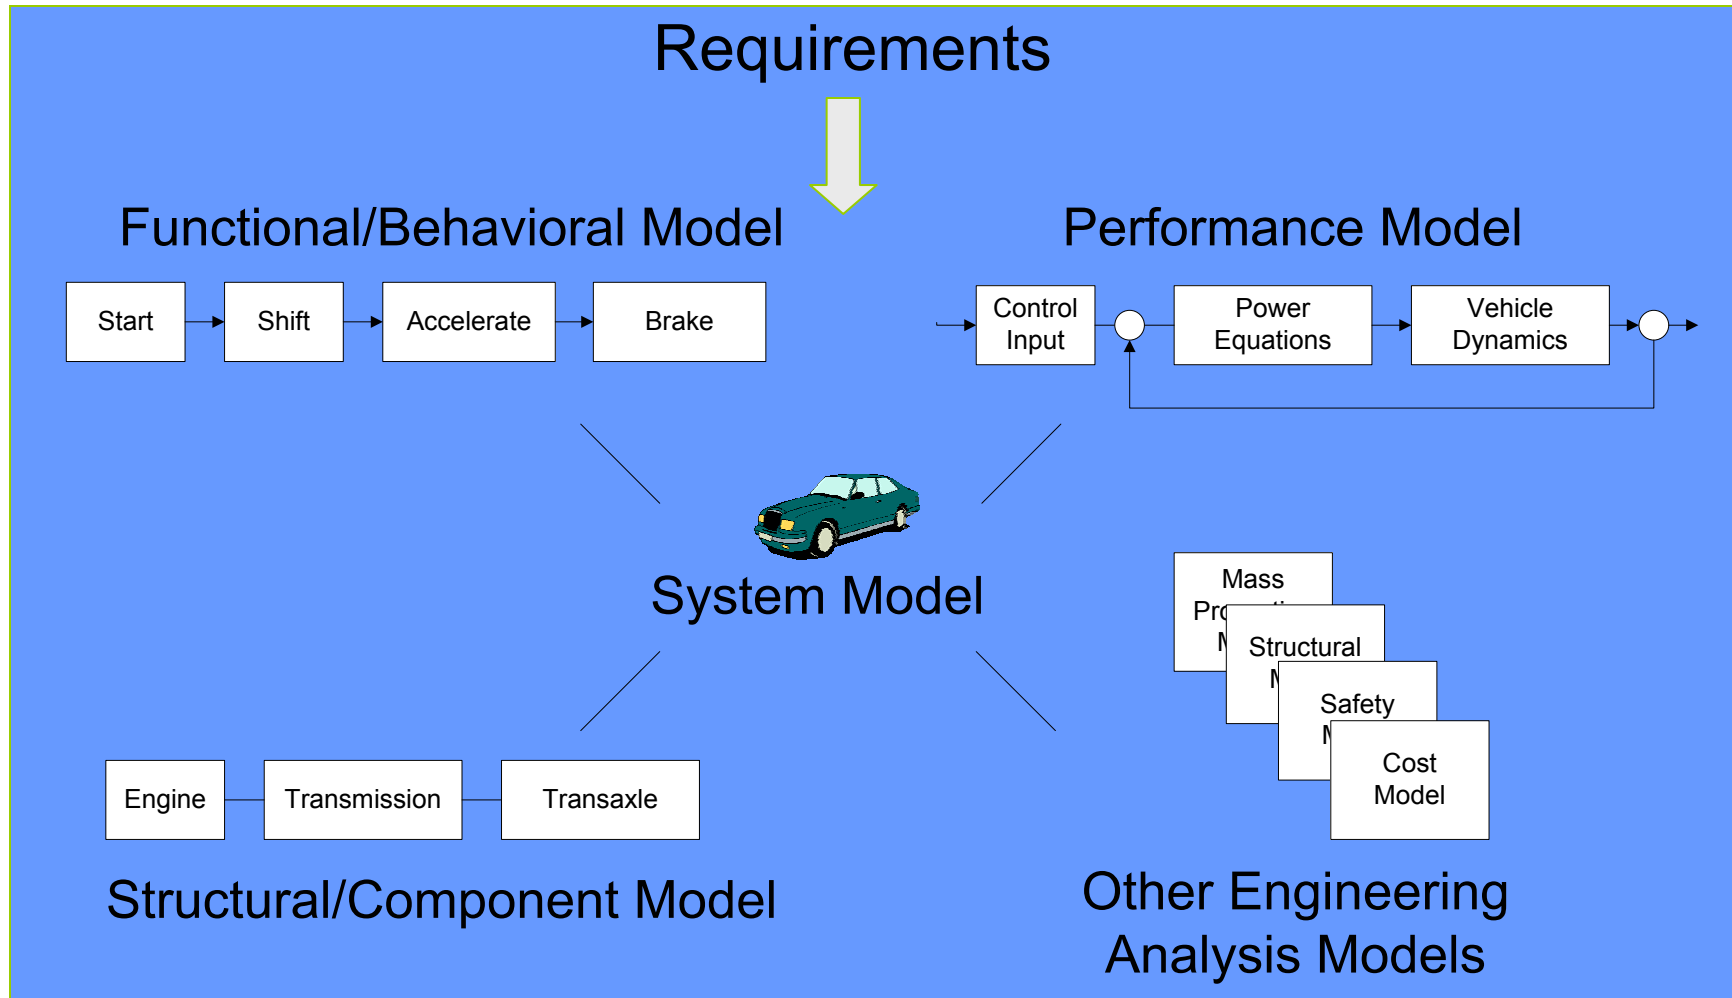 Requirements
Functional/Behavioral Model
Performance Model
Start
Shift
Accelerate
Brake
Control
Input
Power
Equations
Vehicle
Dynamics
System Model
Mass
Structural
Safety
Cost
Model
Engine
Transmission
Transaxle
Structural/Component Model
Other Engineering
Analysis Models